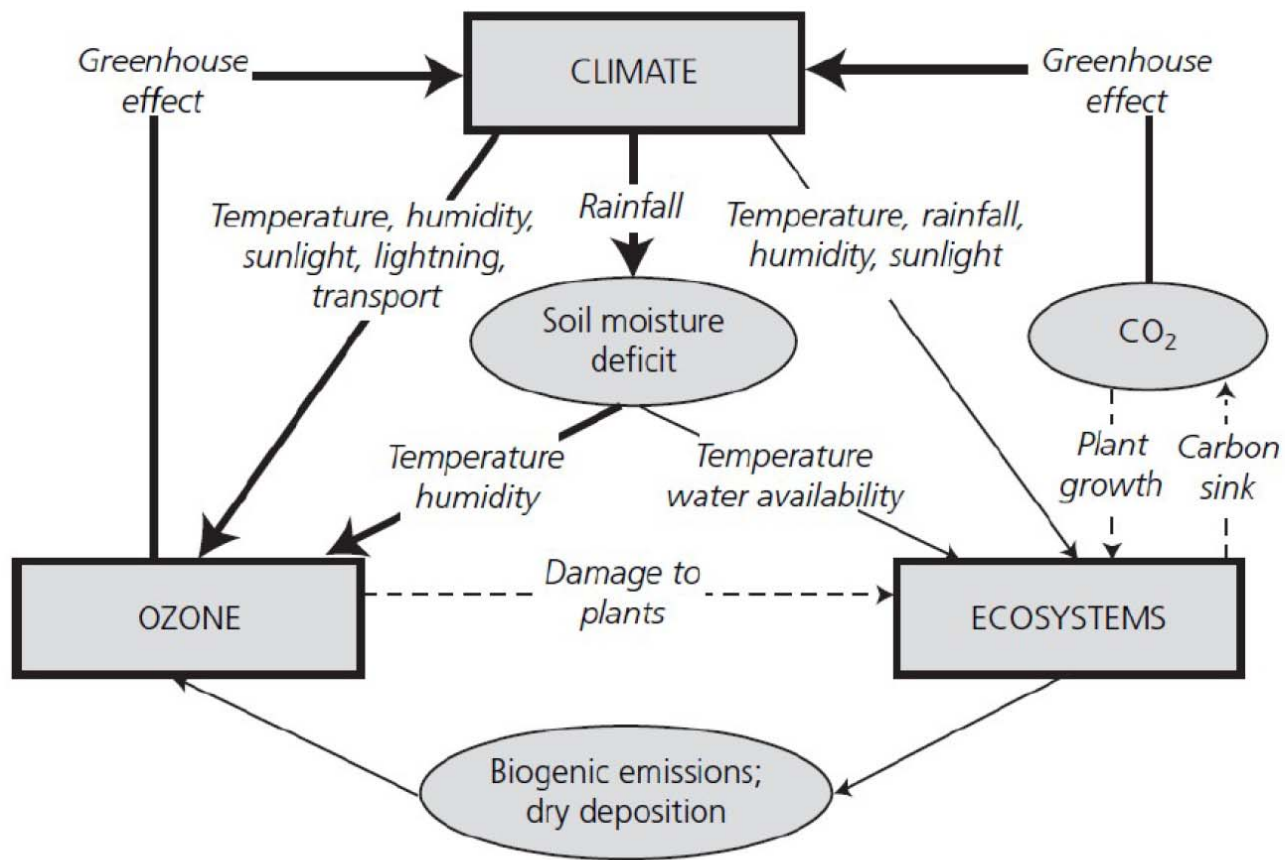 Greenhouse
effect
CLIMATE
Greenhouse
effect
Temperature, humidity,
sunlight, lightning,
transport
Rainfall
Temperature, rainfall,
humidity, sunlight
Soil moisture
deficit
CO₂
Temperature
humidity
Temperature
water availability
Plant
growth
Carbon
sink
OZONE
Damage to
plants
ECOSYSTEMS
Biogenic emissions;
dry deposition